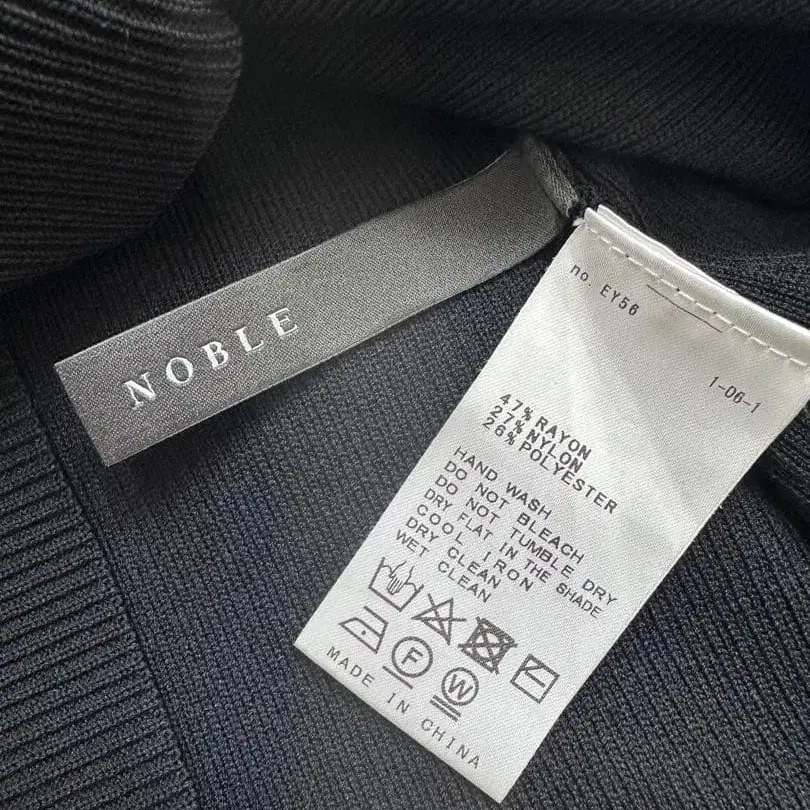 NOBLE
no. EY56
1-06-1
47% RAYON
27% NYLON
26% POLYESTER
HAND WASH
DO NOT BLEACH
DO NOT TUMBLE DRY
DRY FLAT IN THE SHADE
COOL IRON
DRY CLEAN
WET CLEAN
F
W
MADE IN CHINA